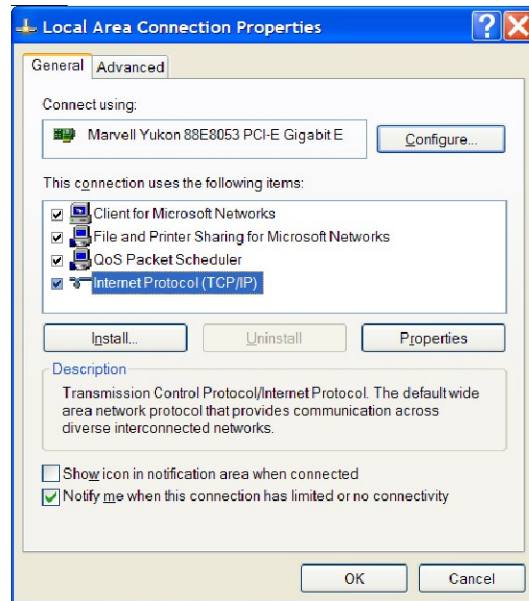 Local Area Connection Properties
General Advanced
Connect using:
Marvell Yukon 88E8053 PCI-E Gigabit E
Configure...
This connection uses the following items:
Client for Microsoft Networks
File and Printer Sharing for Microsoft Networks
QoS Packet Scheduler
Internet Protocol (TCP/IP)
Install... Uninstall Properties
Description
Transmission Control Protocol/Internet Protocol. The default wide
area network protocol that provides communication across
diverse interconnected networks.
Show icon in notification area when connected
Notify me when this connection has limited or no connectivity
OK Cancel